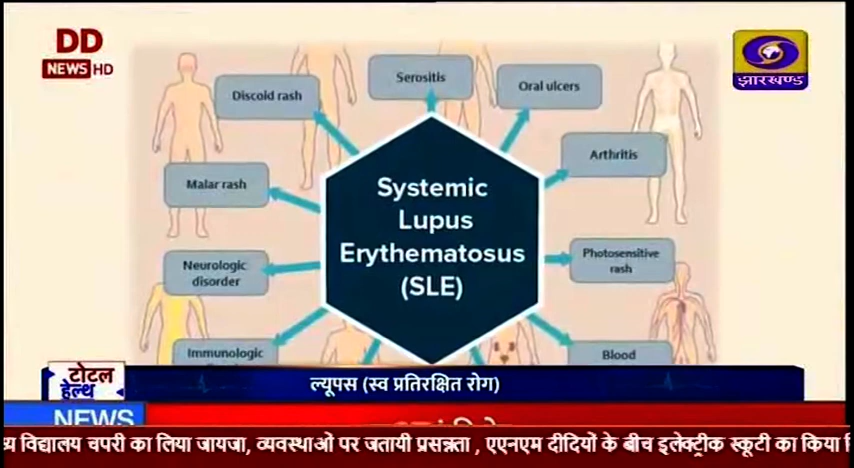 DD
NEWS HD
झारखण्ड
Serositis
Oral ulcers
Discoid rash
Arthritis
Malar rash
Systemic
Lupus
Erythematosus
(SLE)
Photosensitive
rash
Neurologic
disorder
Immunologic
Blood
टोटल
हेल्थ
ल्यूपस (स्व प्रतिरक्षित रोग)
NEWS
विद्यालय चपरी का लिया जायजा, व्यवस्थाओं पर जतायी प्रसन्नता , एएनएम दीदियों के बीच इलेक्ट्रीक स्कूटी का किया